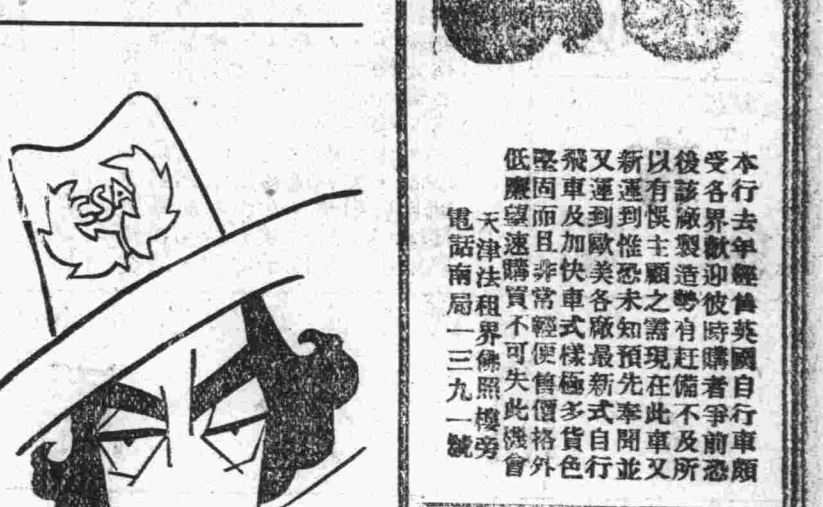 本行去年經售英國自行車頗
受各界歡迎彼時購者爭前恐
後該廠製造勢有趕備不及所
以有悞主顧之需現在此車又
新運到惟恐未知預先奉聞並
又運到歐美各廠最新式自行
飛車及加快車式樣極多貨色
堅固而且非常輕便售價格外
低廉望速購買不可失此機會
天津法租界佛照樓旁
電話南局一三九一號
CSA